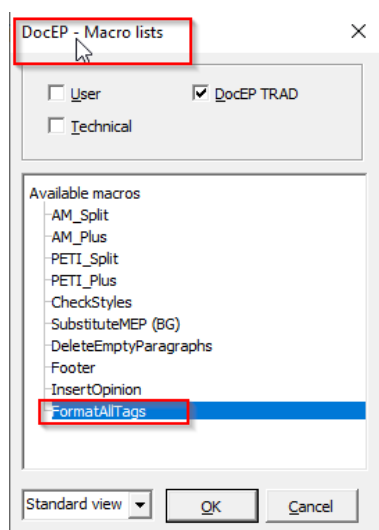 DocEP - Macro lists
User
DocEP TRAD
Technical
Available macros
AM_Split
AM_Plus
PETI_Split
PETI_Plus
CheckStyles
SubstituteMEP (BG)
DeleteEmptyParagraphs
Footer
InsertOpinion
FormatAllTags
Standard view
OK
Cancel